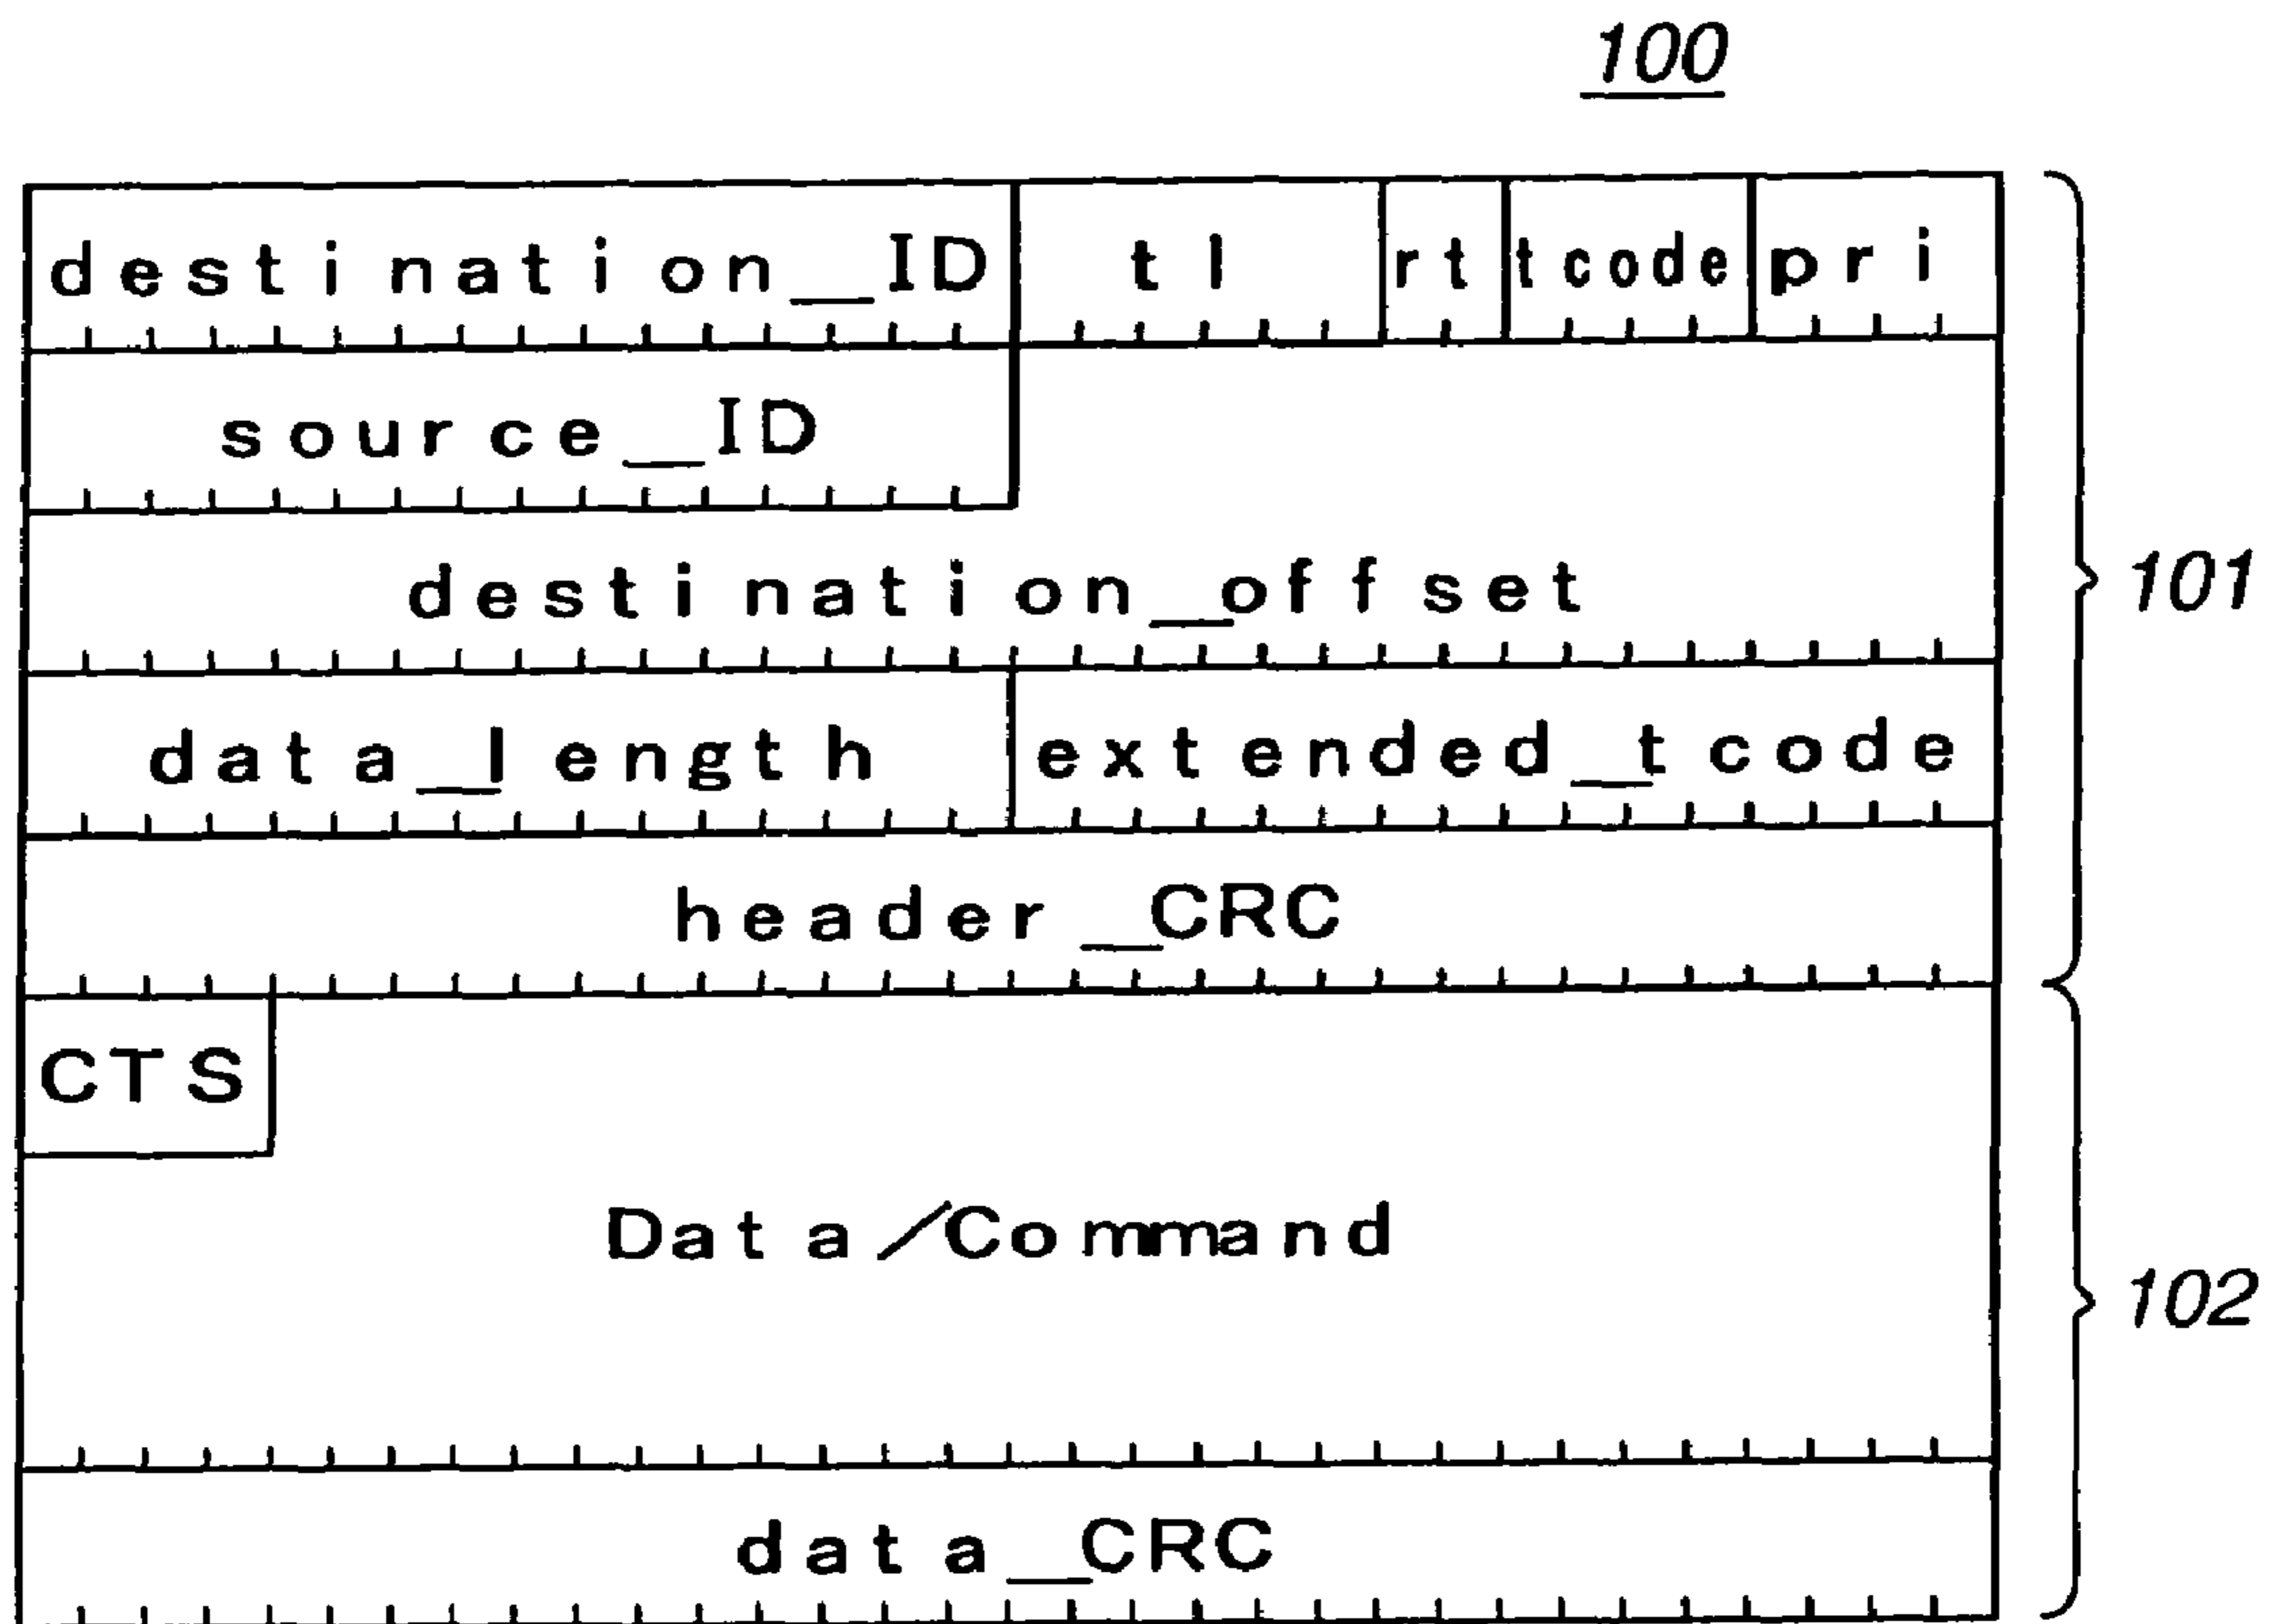 100
destination_ID tl rt tcode pri
source_ID
destination_offset
101
data_length extended_tcode
header_CRC
CTS
Data/Command
102
data_CRC